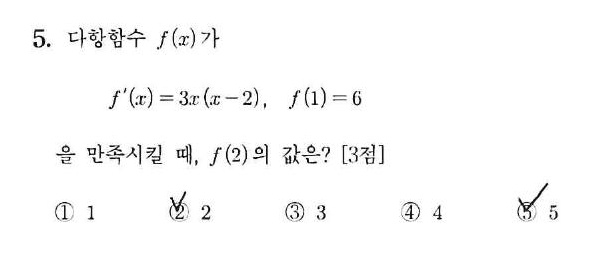 5. 다항함수 f(x)가
f′(x)=3x(x-2), f(1)=6
을 만족시킬 때, f(2)의 값은? [3점]
① 1 ② 2 ③ 3 ④ 4 ⑤ 5